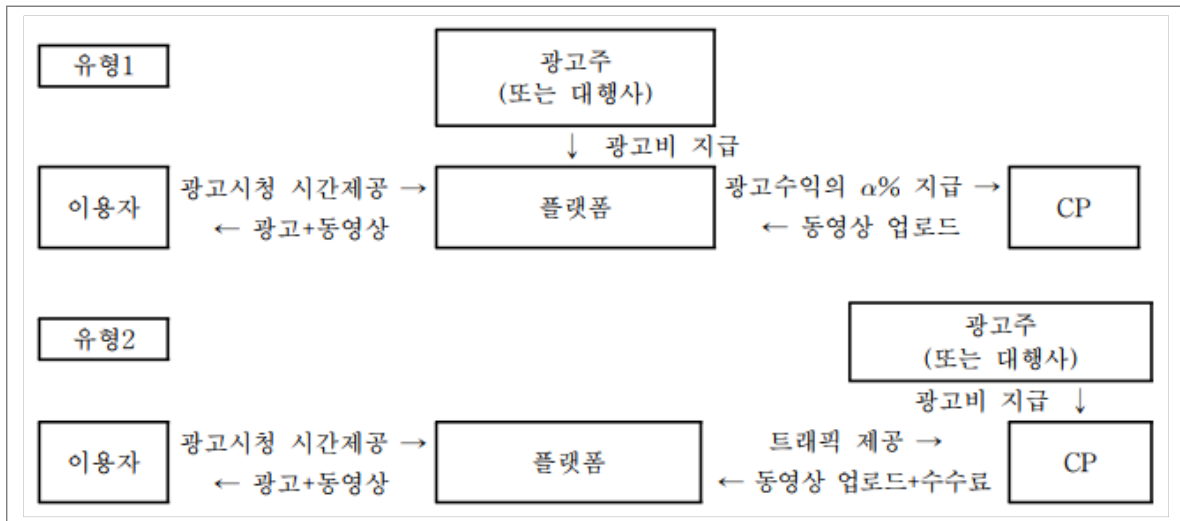 유형1
광고주
(또는 대행사)
↓ 광고비 지급
이용자
광고시청 시간제공 →
← 광고+동영상
플랫폼
광고수익의 α% 지급 →
← 동영상 업로드
CP
유형2
광고주
(또는 대행사)
광고비 지급 ↓
이용자
광고시청 시간제공 →
← 광고+동영상
플랫폼
트래픽 제공 →
← 동영상 업로드+수수료
CP